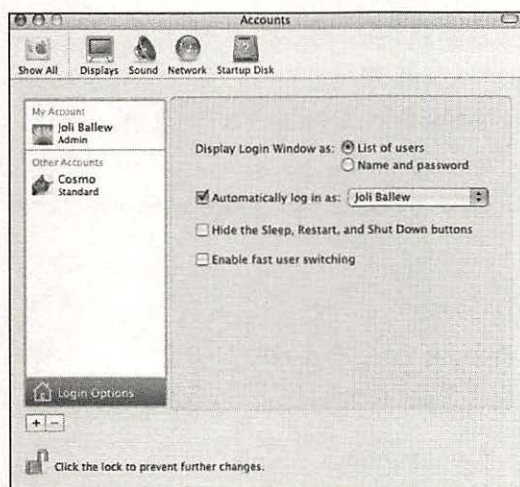 Accounts
Show All Displays Sound Network Startup Disk
My Account
Joli Ballew
Admin
Other Accounts
Cosmo
Standard
Login Options
Display Login Window as: List of users
Name and password
Automatically log in as: Joli Ballew
Hide the Sleep, Restart, and Shut Down buttons
Enable fast user switching
+ −
Click the lock to prevent further changes.